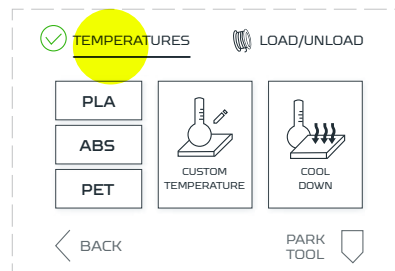 TEMPERATURES
LOAD/UNLOAD
PLA
ABS
PET
CUSTOM
TEMPERATURE
COOL
DOWN
BACK
PARK
TOOL